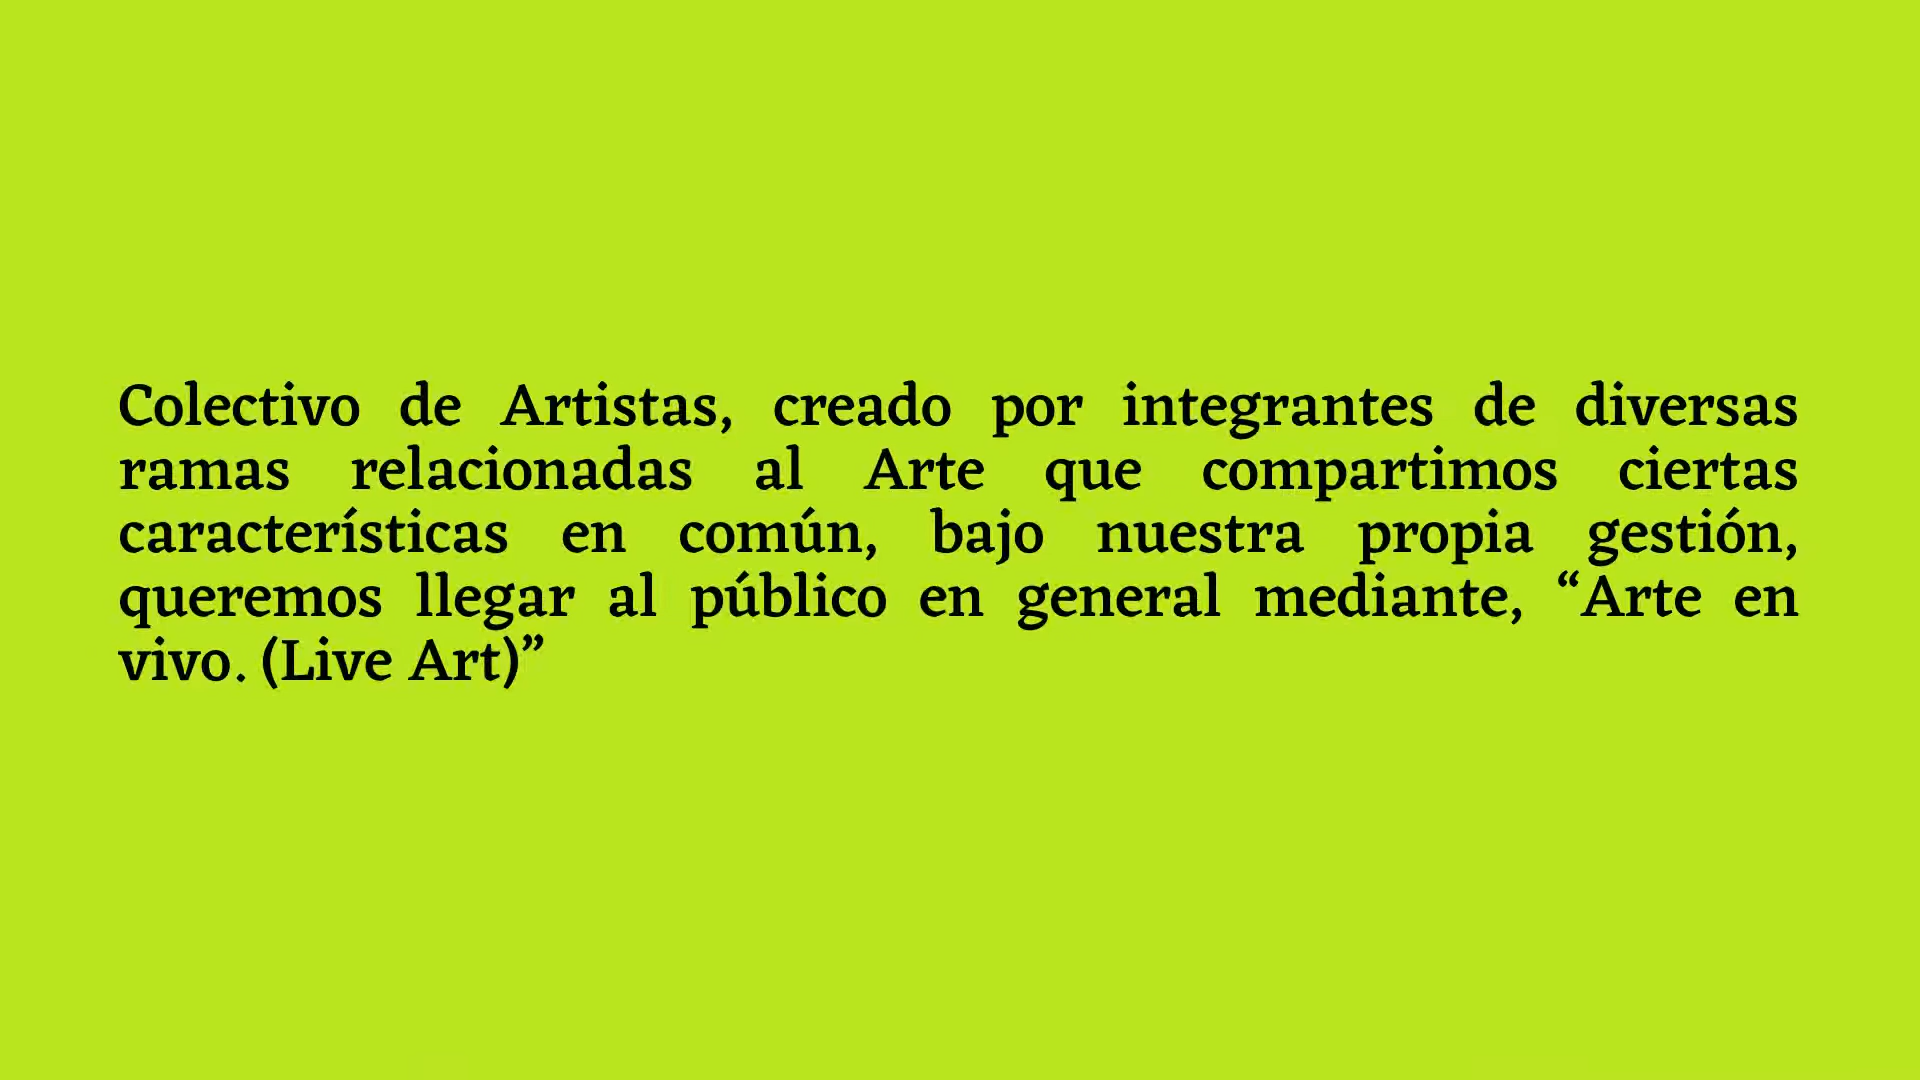 Colectivo de Artistas, creado por integrantes de diversas
ramas relacionadas al Arte que compartimos ciertas
características en común, bajo nuestra propia gestión,
queremos llegar al público en general mediante, “Arte en
vivo. (Live Art)”